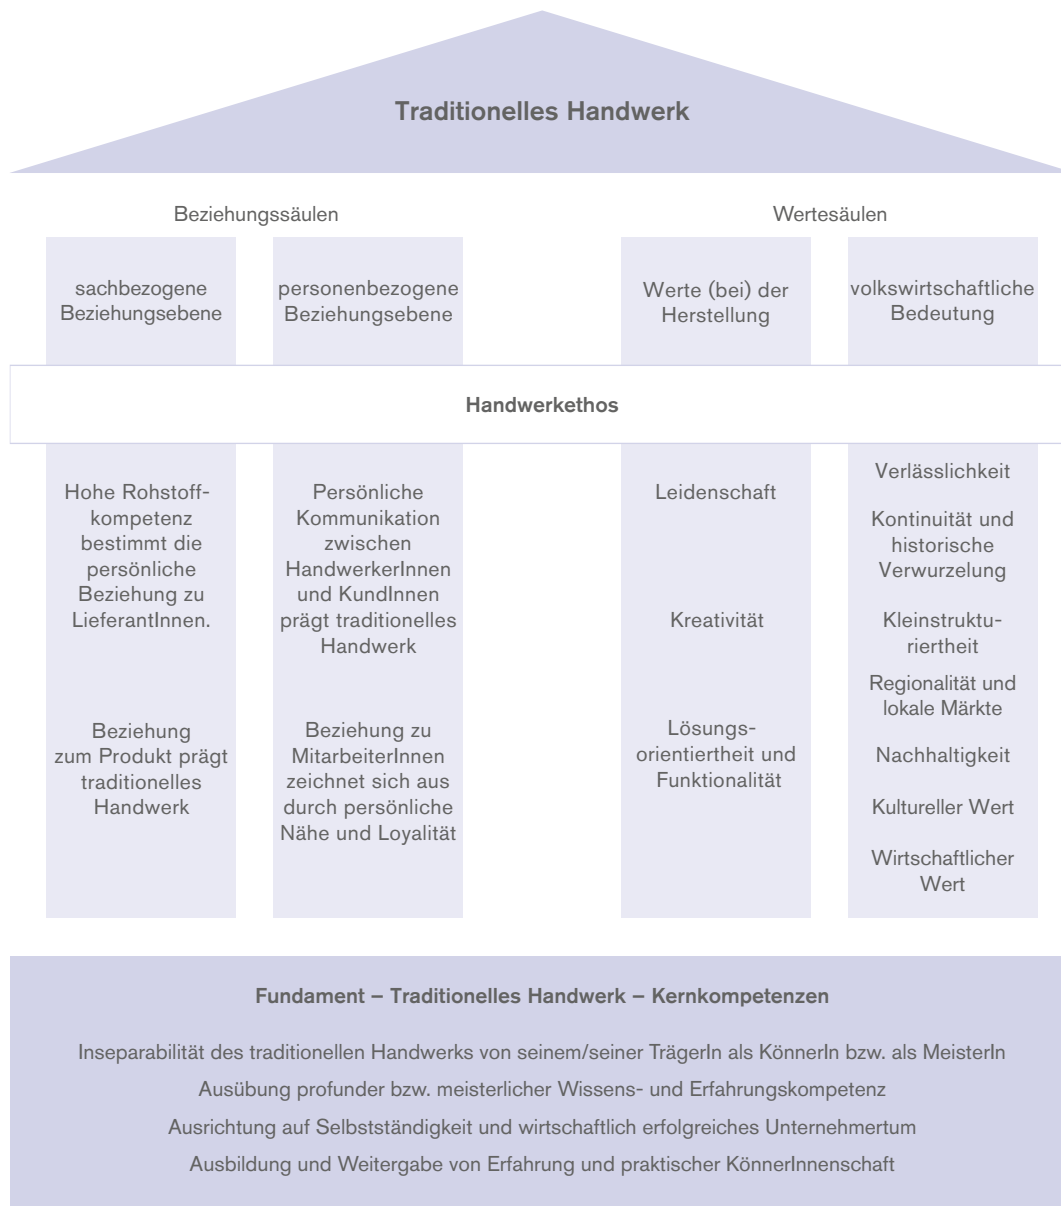 Traditionelles Handwerk
Beziehungssäulen
Wertesäulen
sachbezogene
Beziehungsebene
personenbezogene
Beziehungsebene
Werte (bei) der
Herstellung
volkswirtschaftliche
Bedeutung
Handwerkethos
Hohe Rohstoff-
kompetenz
bestimmt die
persönliche
Beziehung zu
LieferantInnen.
Beziehung
zum Produkt prägt
traditionelles
Handwerk
Persönliche
Kommunikation
zwischen
HandwerkerInnen
und KundInnen
prägt traditionelles
Handwerk
Beziehung zu
MitarbeiterInnen
zeichnet sich aus
durch persönliche
Nähe und Loyalität
Leidenschaft
Kreativität
Lösungs-
orientiertheit und
Funktionalität
Verlässlichkeit
Kontinuität und
historische
Verwurzelung
Kleinstruktu-
riertheit
Regionalität und
lokale Märkte
Nachhaltigkeit
Kultureller Wert
Wirtschaftlicher
Wert
Fundament – Traditionelles Handwerk – Kernkompetenzen
Inseparabilität des traditionellen Handwerks von seinem/seiner TrägerIn als KönnerIn bzw. als MeisterIn
Ausübung profunder bzw. meisterlicher Wissens- und Erfahrungskompetenz
Ausrichtung auf Selbstständigkeit und wirtschaftlich erfolgreiches Unternehmertum
Ausbildung und Weitergabe von Erfahrung und praktischer KönnerInnenschaft